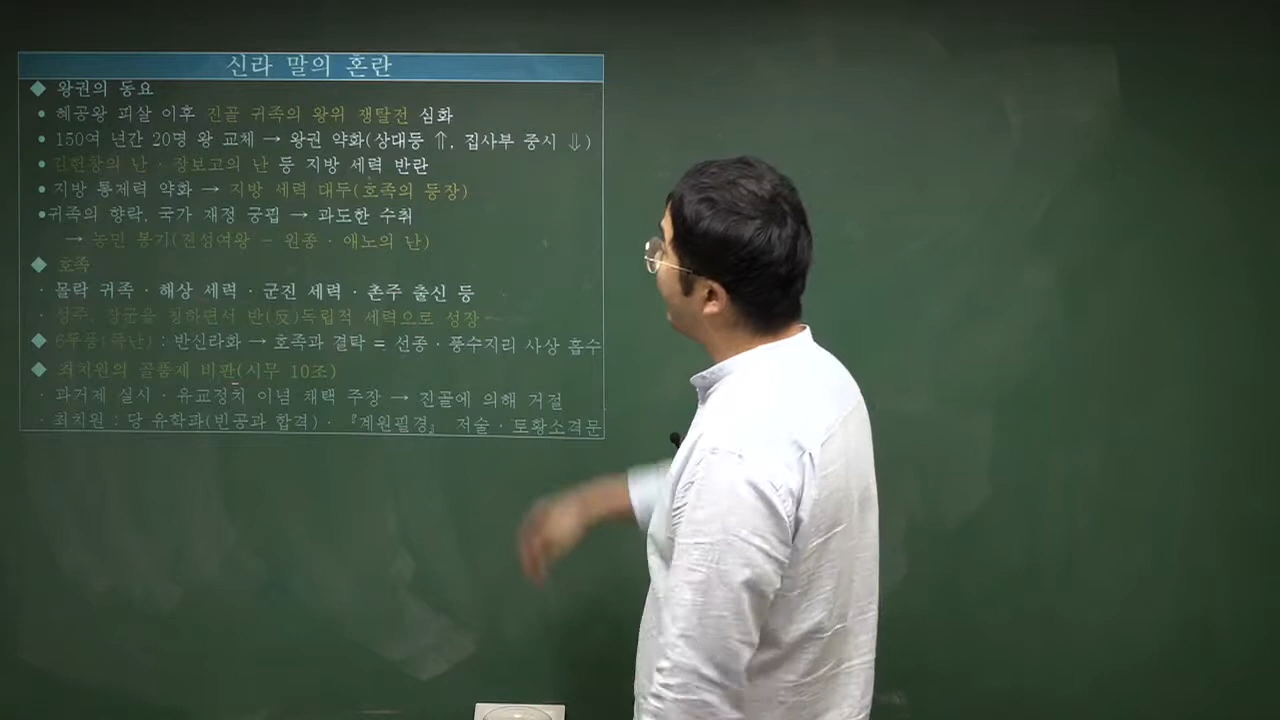 신라 말의 혼란
◆ 왕권의 동요
• 혜공왕 피살 이후 진골 귀족의 왕위 쟁탈전 심화
• 150여 년간 20명 왕 교체 → 왕권 약화(상대등 ⇑, 집사부 중시 ⇓)
• 김헌창의 난 · 장보고의 난 등 지방 세력 반란
• 지방 통제력 약화 → 지방 세력 대두(호족의 등장)
•귀족의 향락, 국가 재정 궁핍 → 과도한 수취
→ 농민 봉기(진성여왕 - 원종 · 애노의 난)
◆ 호족
· 몰락 귀족 · 해상 세력 · 군진 세력 · 촌주 출신 등
· 성주, 장군을 칭하면서 반(反)독립적 세력으로 성장
◆ 6두품(득난) : 반신라화 → 호족과 결탁 = 선종 · 풍수지리 사상 흡수
◆ 최치원의 골품제 비판(시무 10조)
· 과거제 실시 · 유교정치 이념 채택 주장 → 진골에 의해 거절
· 최치원 : 당 유학파(빈공과 합격) · 『계원필경』 저술 · 토황소격문